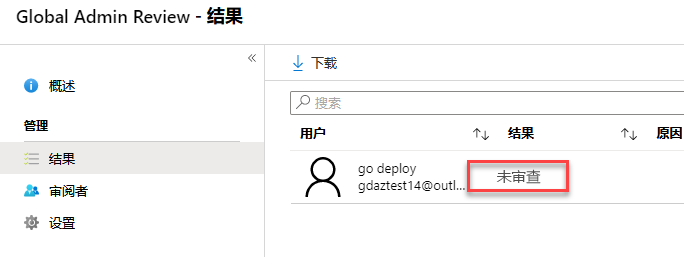 Global Admin Review - 结果
«
概述
管理
结果
审阅者
设置
下载
搜索
用户 ↑↓ 结果 ↑↓ 原因
go deploy
gdaztest14@outl... 未审查